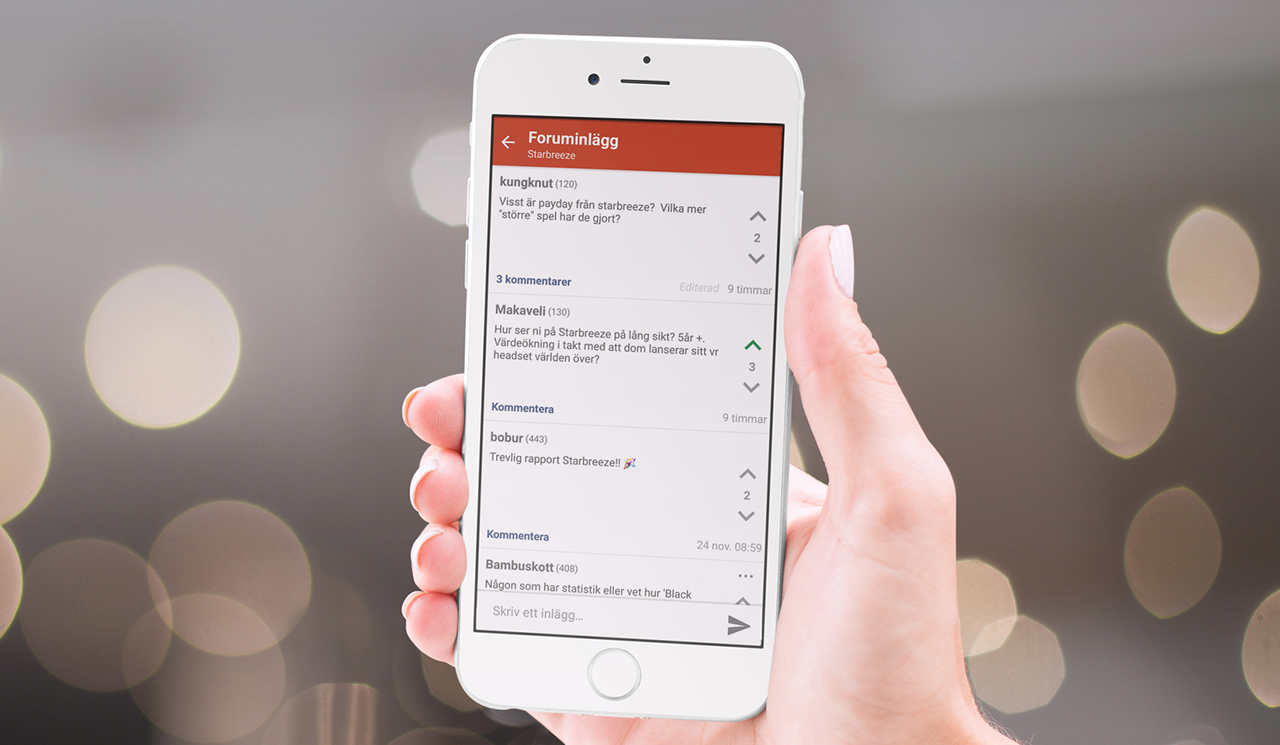 Foruminlägg
Starbreeze
kungknut (120)
Visst är payday från starbreeze? Vilka mer
"större" spel har de gjort?
2
3 kommentarer
Editerad 9 timmar
Makaveli (130)
Hur ser ni på Starbreeze på lång sikt? 5år +.
Värdeökning i takt med att dom lanserar sitt vr
headset världen över?
3
Kommentera
9 timmar
bobur (443)
Trevlig rapport Starbreeze!! 🎉
2
Kommentera
24 nov. 08:59
Bambuskott (408)
Någon som har statistik eller vet hur 'Black
Skriv ett inlägg...